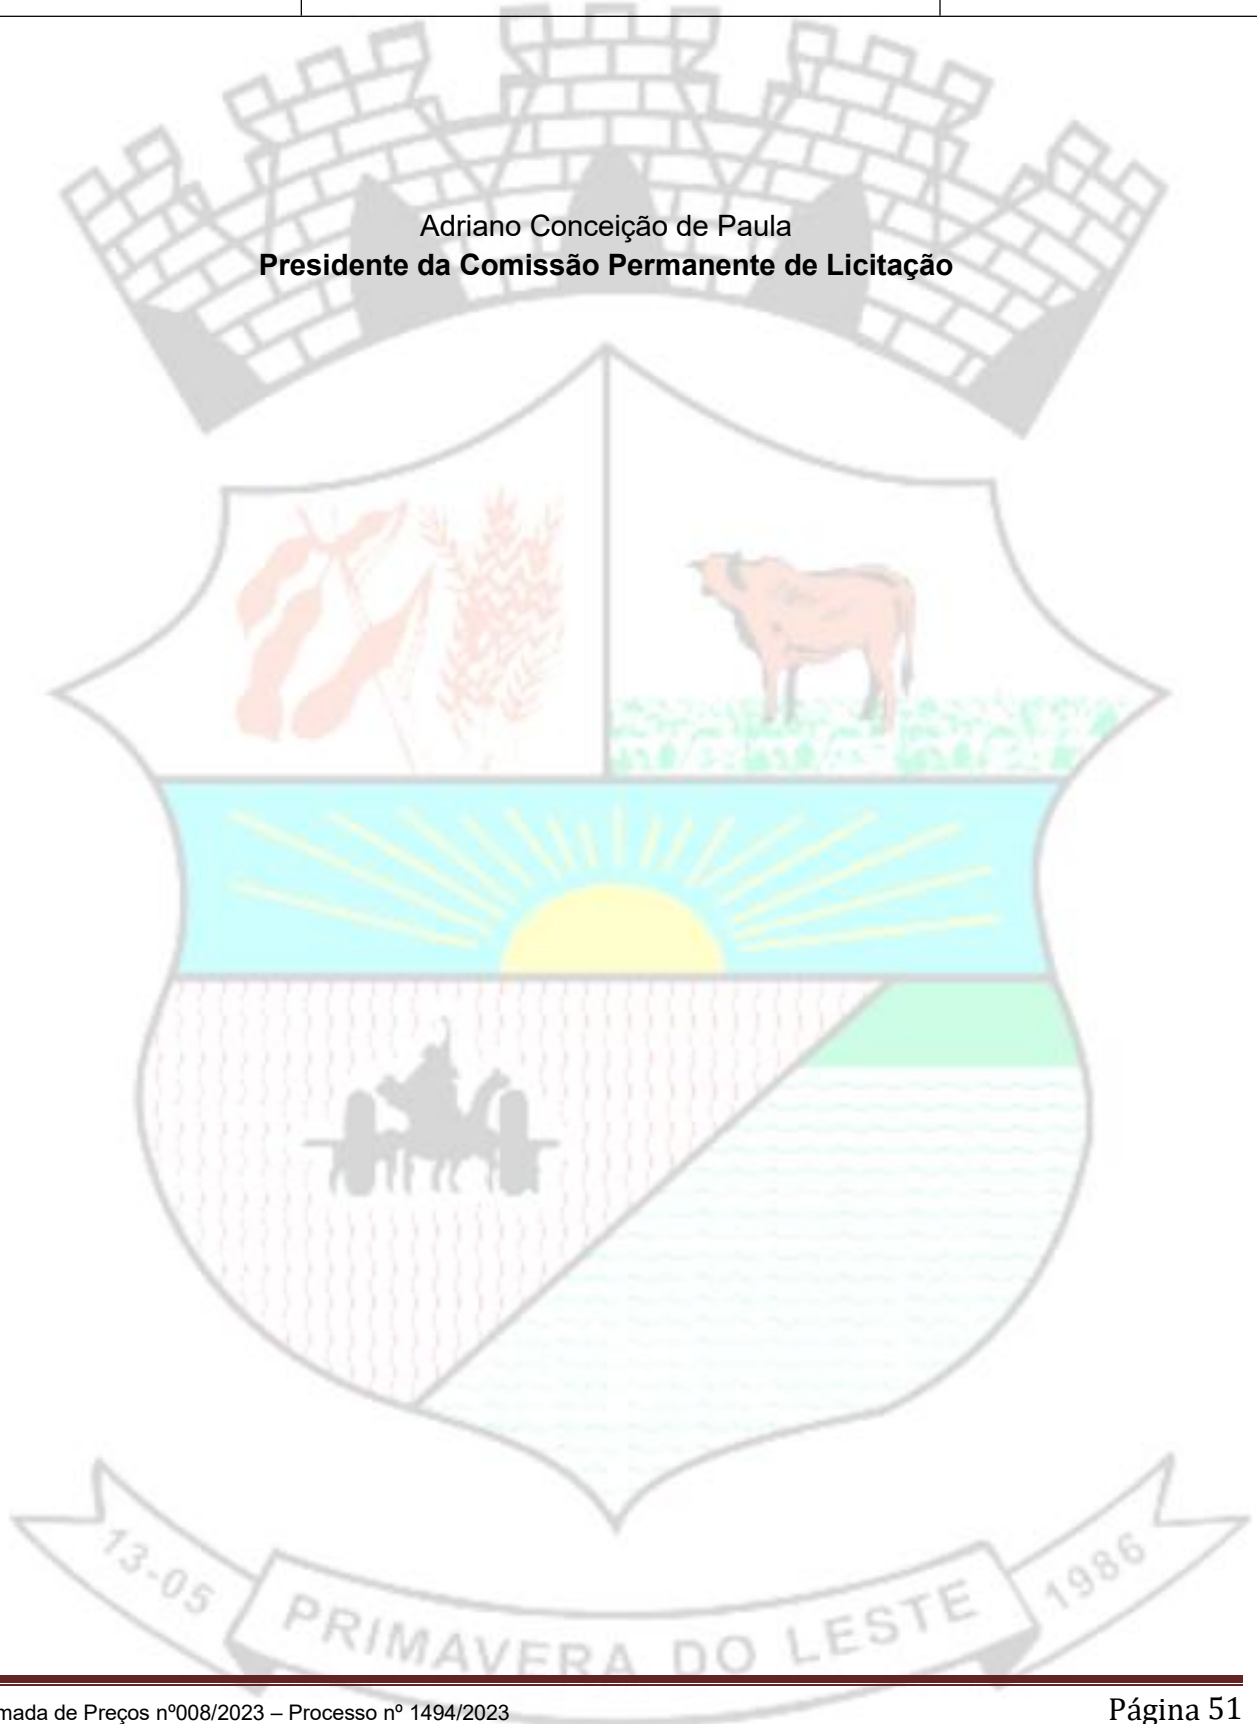 Adriano Conceição de Paula
Presidente da Comissão Permanente de Licitação
13-05
PRIMAVERA DO LESTE
1986
mada de Preços nº008/2023 – Processo nº 1494/2023
Página 51